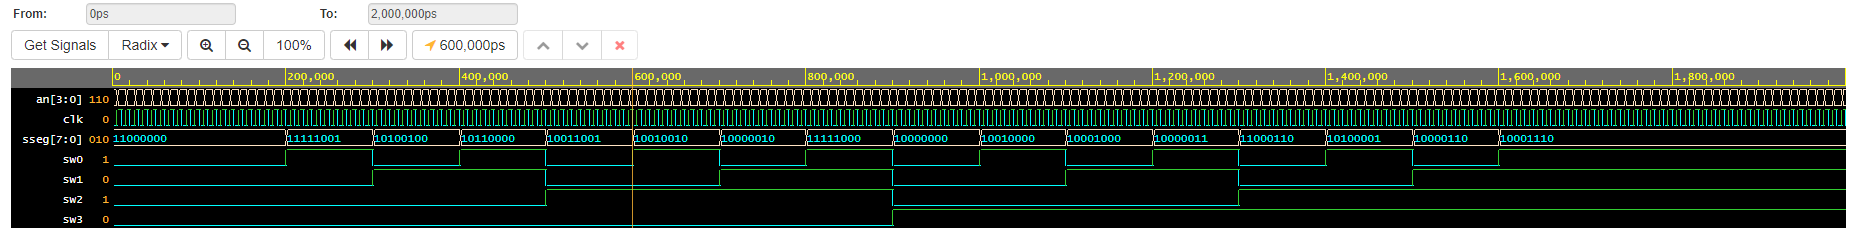 From: 0ps To: 2,000,000ps
Get Signals Radix 100% 600,000ps
0 200,000 400,000 600,000 800,000 1,000,000 1,200,000 1,400,000 1,600,000 1,800,000
an[3:0] 110
clk 0
sseg[7:0] 010 11000000 11111001 10100100 10110000 10011001 10010010 10000010 11111000 10000000 10010000 10001000 10000011 11000110 10100001 10000110 10001110
sw0 1
sw1 0
sw2 1
sw3 0